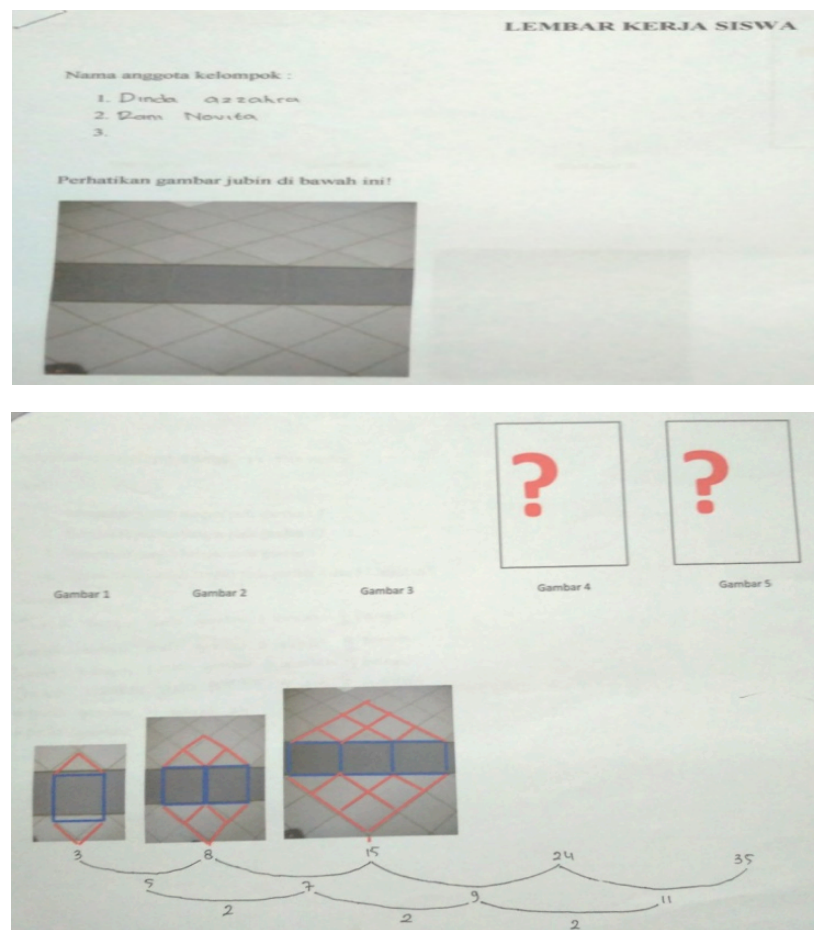 LEMBAR KERJA SISWA
Nama anggota kelompok :
1. Dinda azzahra
2. Rani Novita
3.
Perhatikan gambar jubin di bawah ini!
? ?
Gambar 1 Gambar 2 Gambar 3 Gambar 4 Gambar 5
3 8 15 24 35
5 7 9 11
2 2 2